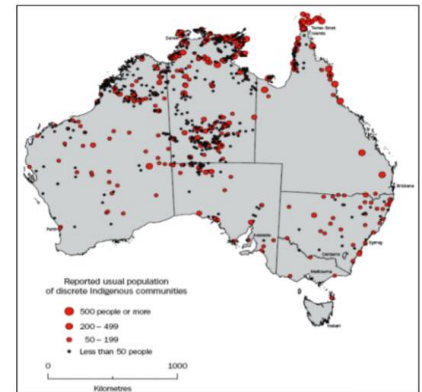 Darwin
Torres Strait
Islands
Brisbane
Perth
Adelaide
Sydney
Canberra
Melbourne
Hobart
Reported usual population
of discrete Indigenous communities
500 people or more
200 – 499
50 – 199
Less than 50 people
0 1000
Kilometres